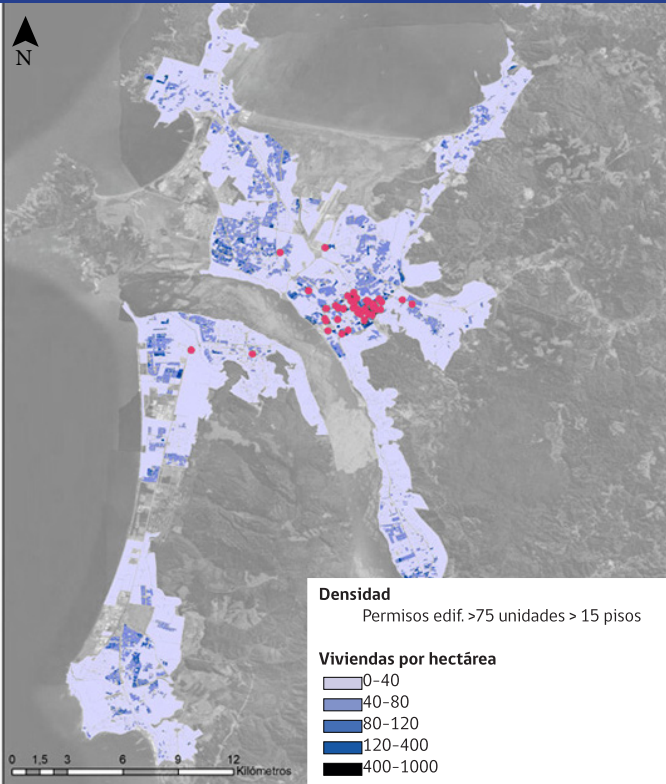 N
Densidad
Permisos edif. >75 unidades > 15 pisos
Viviendas por hectárea
0-40
40-80
80-120
120-400
400-1000
0 1,5 3 6 9 12
Kilómetros